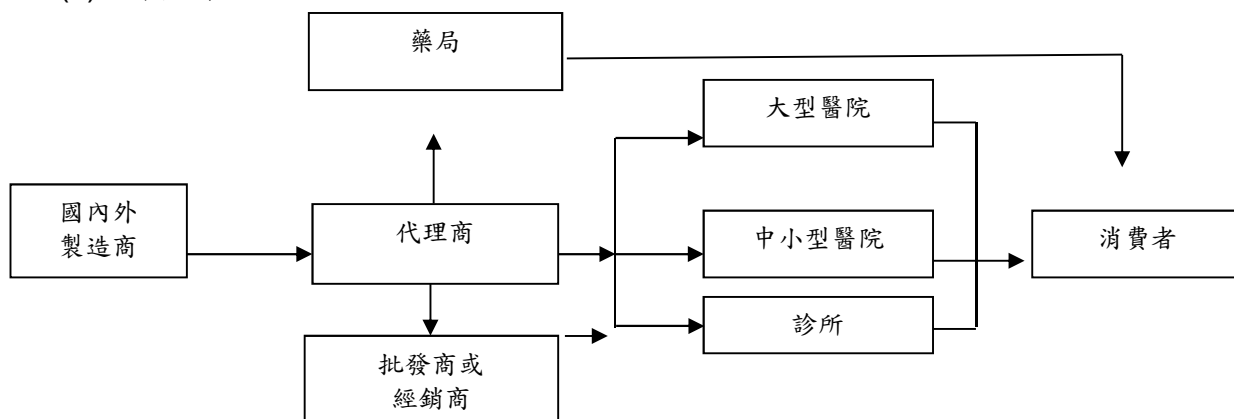 藥局
大型醫院
國內外
製造商
代理商
中小型醫院
消費者
診所
批發商或
經銷商